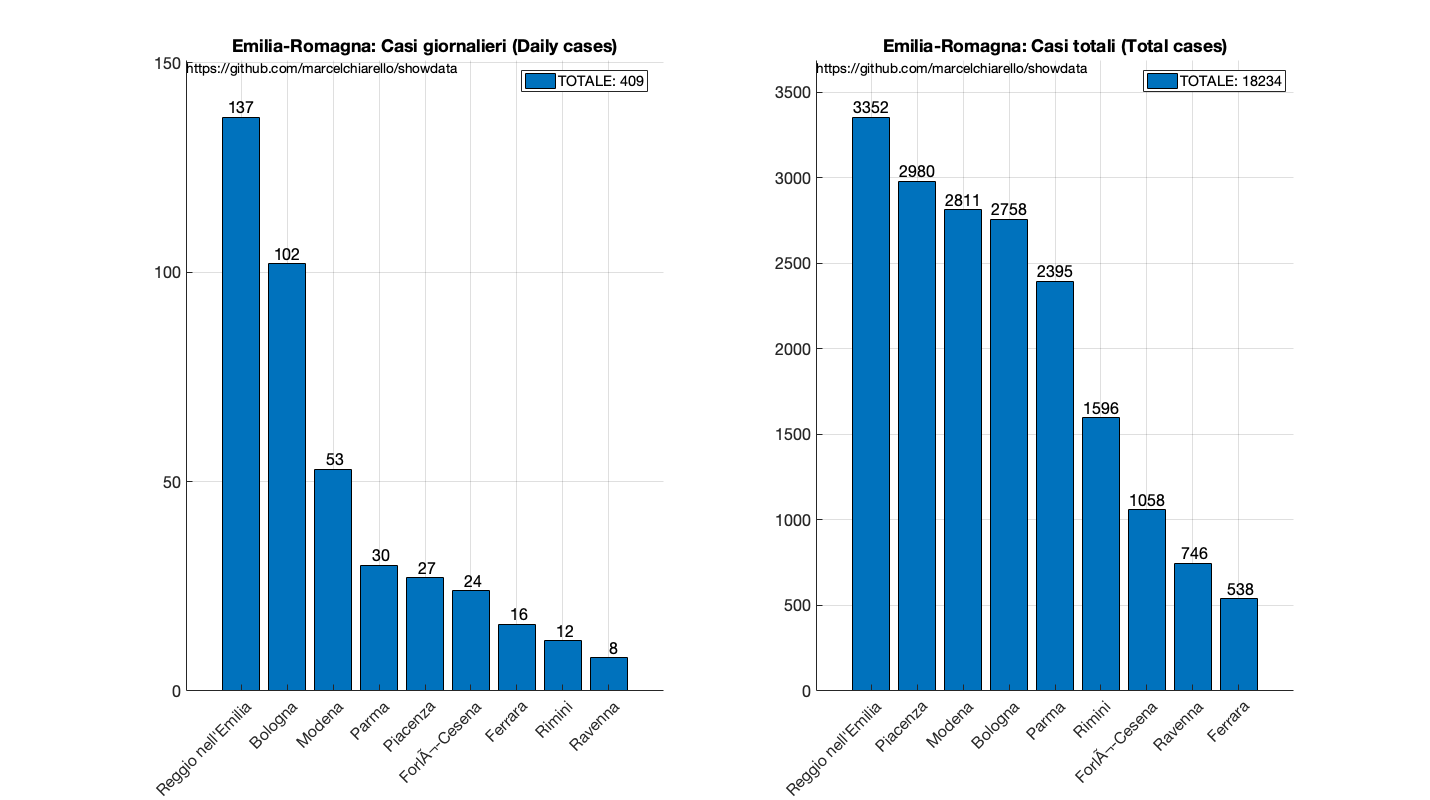 Emilia-Romagna: Casi giornalieri (Daily cases)
https://github.com/marcelchiarello/showdata
TOTALE: 409
150
100
50
0
137
102
53
30
27
24
16
12
8
Reggio nell'Emilia
Bologna
Modena
Parma
Piacenza
ForlÃ¬-Cesena
Ferrara
Rimini
Ravenna
Emilia-Romagna: Casi totali (Total cases)
https://github.com/marcelchiarello/showdata
TOTALE: 18234
3500
3000
2500
2000
1500
1000
500
0
3352
2980
2811
2758
2395
1596
1058
746
538
Reggio nell'Emilia
Piacenza
Modena
Bologna
Parma
Rimini
ForlÃ¬-Cesena
Ravenna
Ferrara